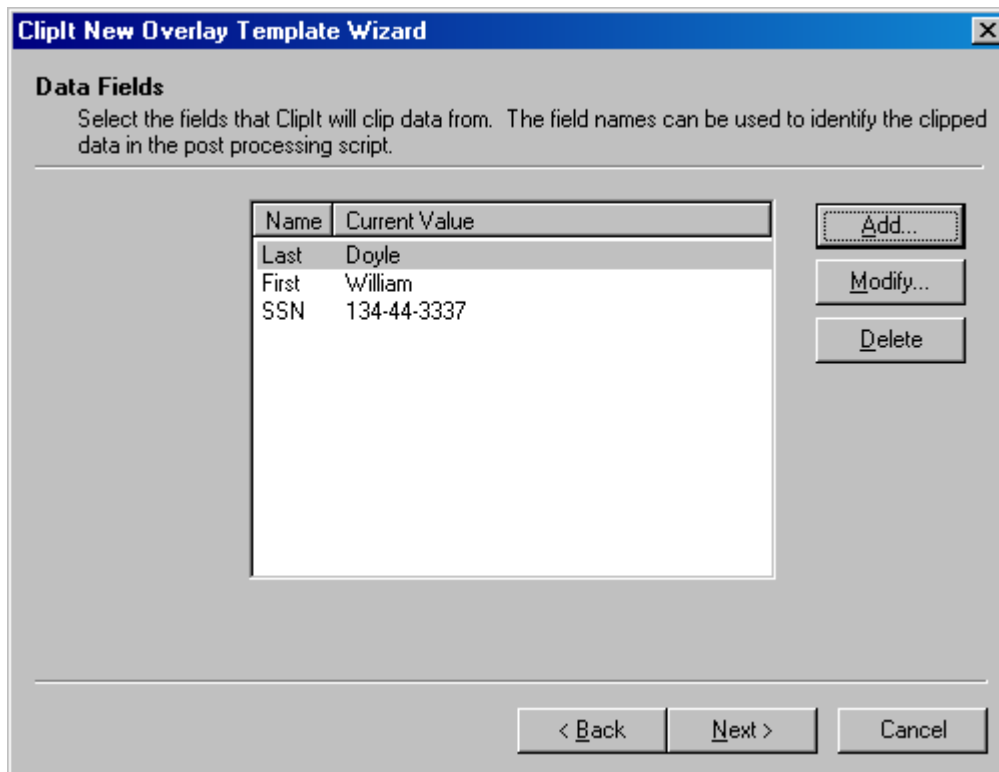 ClipIt New Overlay Template Wizard
Data Fields
Select the fields that ClipIt will clip data from.  The field names can be used to identify the clipped
data in the post processing script.
Name Current Value
Last Doyle
First William
SSN 134-44-3337
Add...
Modify...
Delete
< Back
Next >
Cancel